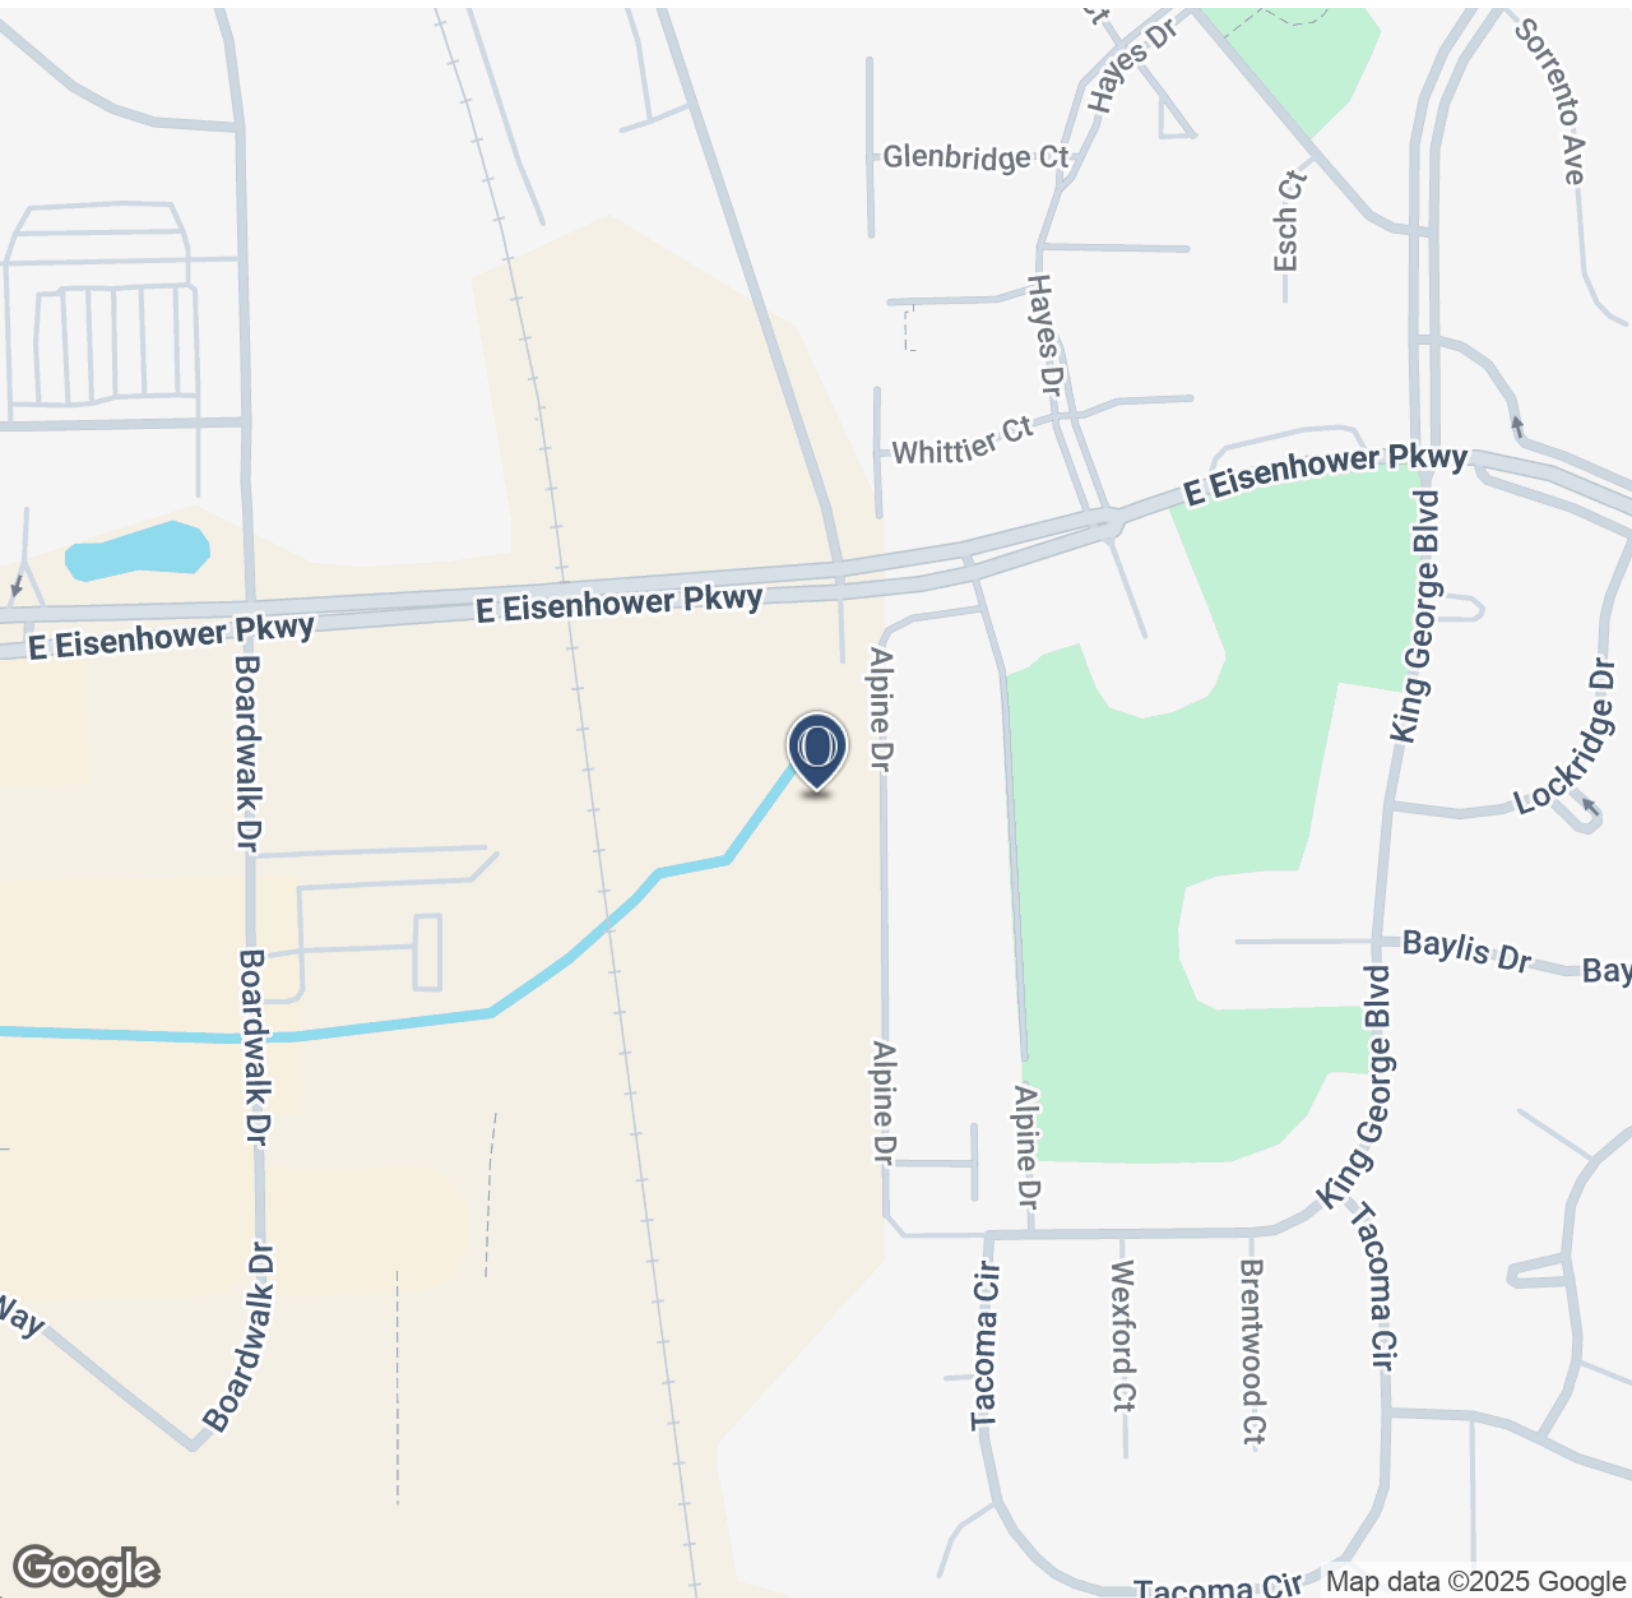 Ct
Hayes Dr
Sorrento Ave
Glenbridge Ct
Esch Ct
Hayes Dr
Whittier Ct
E Eisenhower Pkwy
E Eisenhower Pkwy
E Eisenhower Pkwy
King George Blvd
Alpine Dr
Boardwalk Dr
Lockridge Dr
Baylis Dr
Bay
Boardwalk Dr
King George Blvd
Alpine Dr
Alpine Dr
Tacoma Cir
Boardwalk Dr
Way
Tacoma Cir
Wexford Ct
Brentwood Ct
Google
Tacoma Cir
Map data ©2025 Google